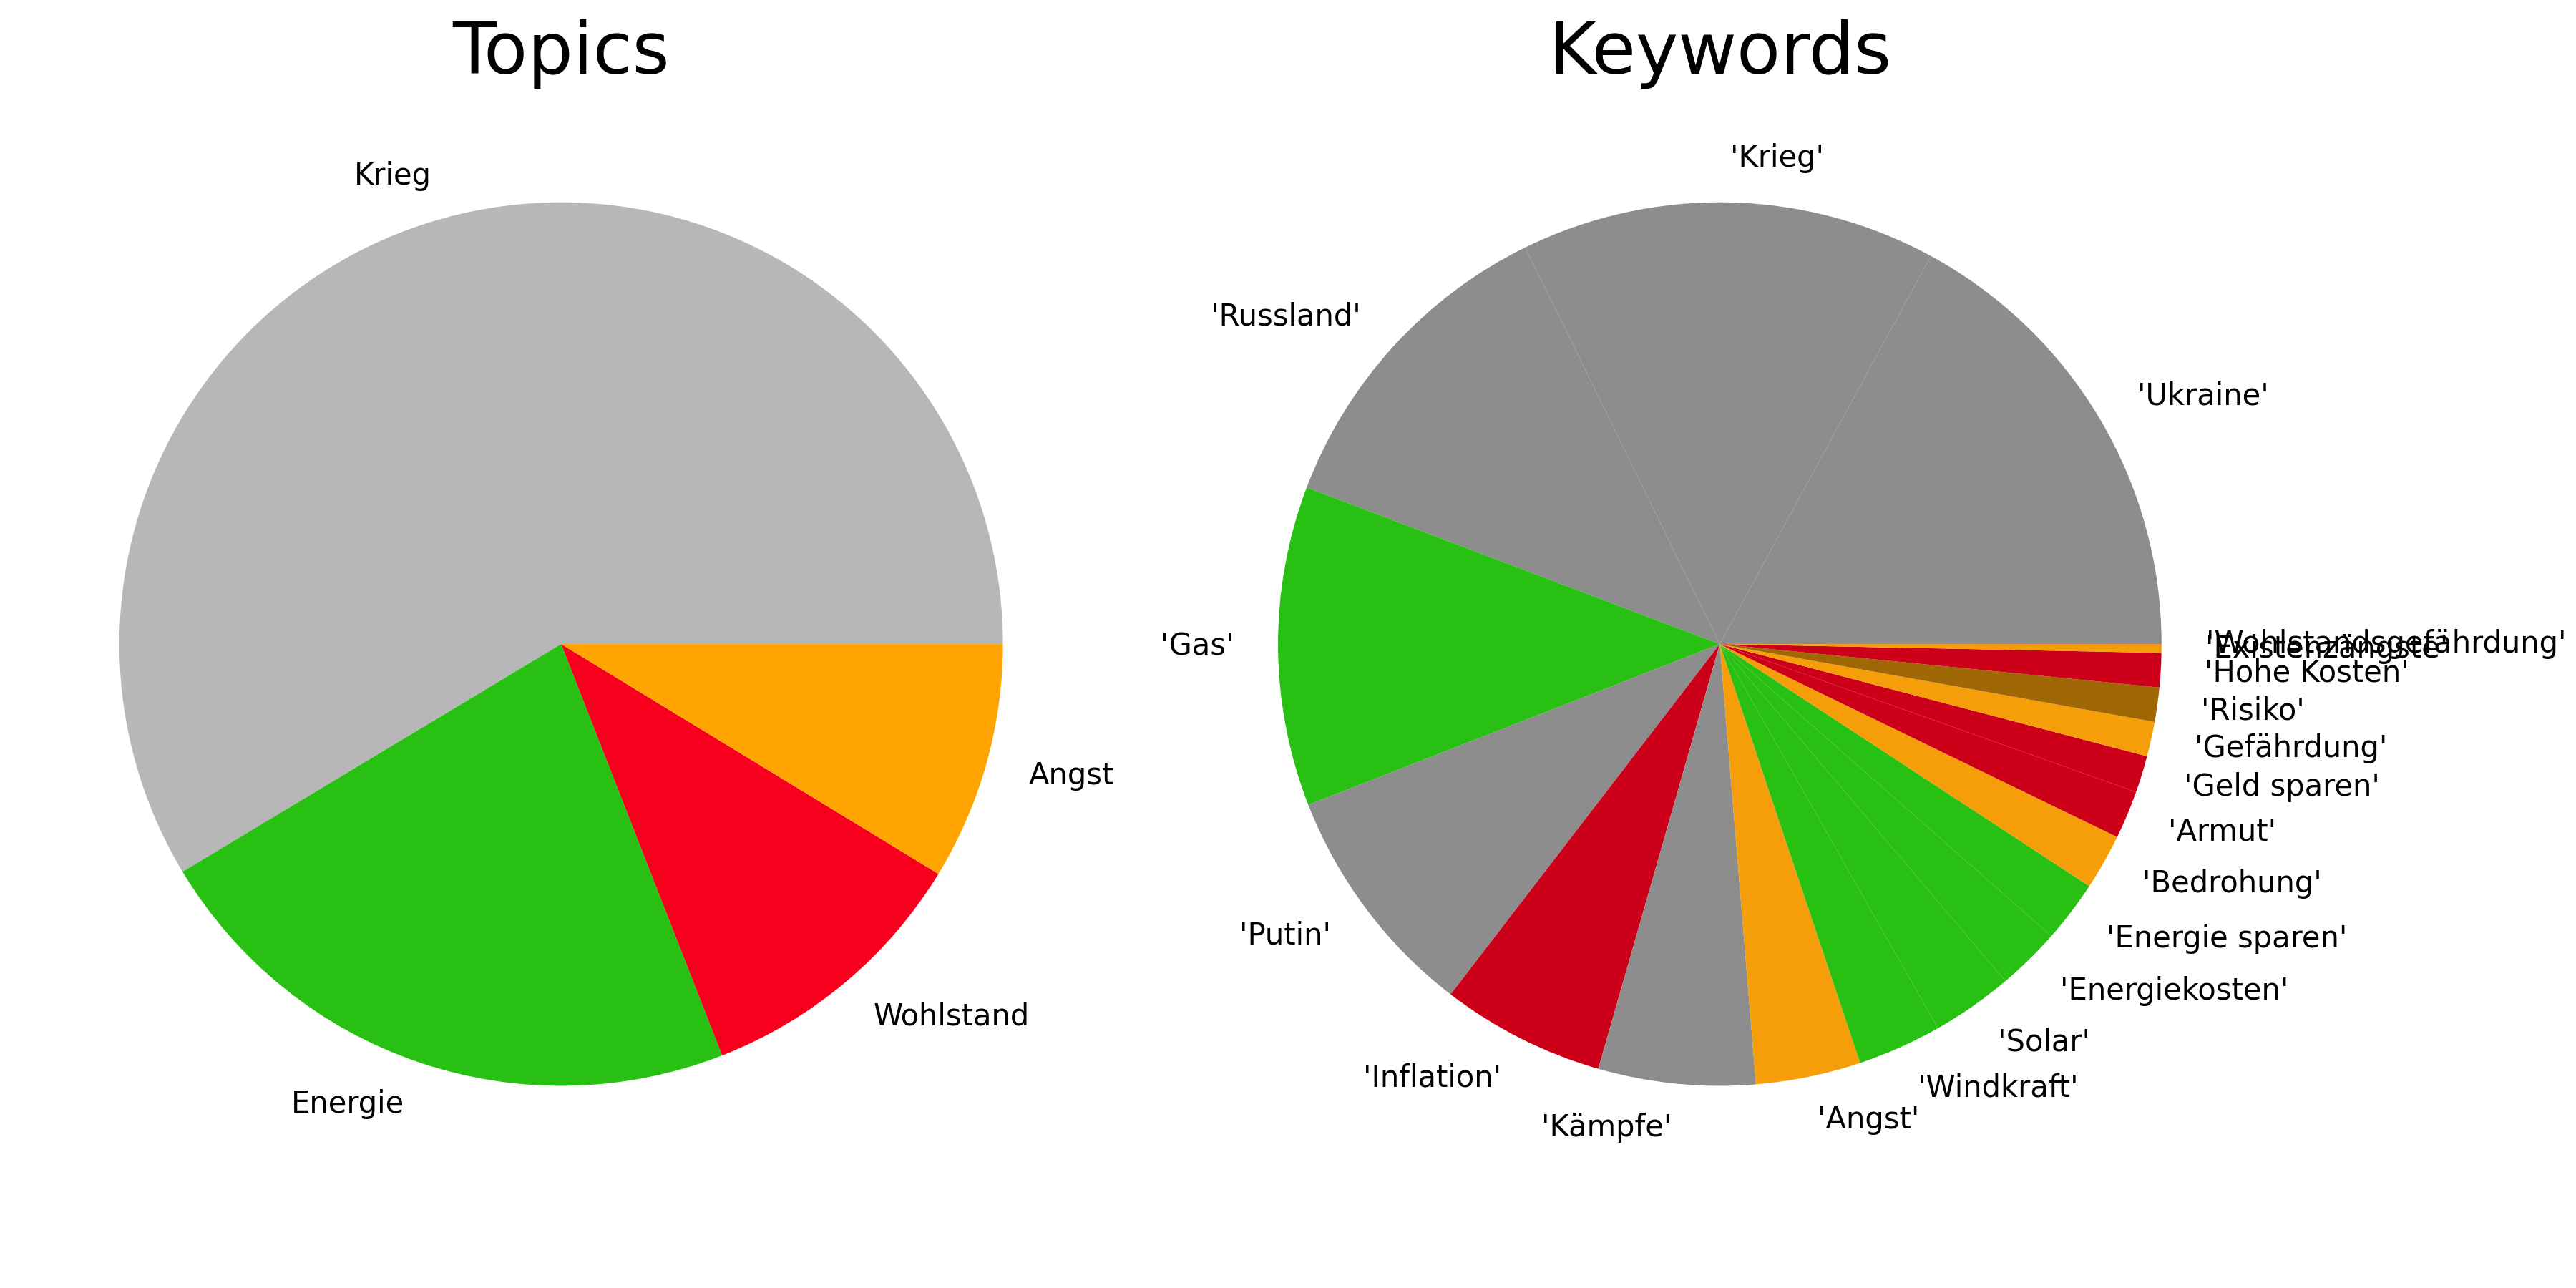 Topics
Krieg
Energie
Wohlstand
Angst
Keywords
'Ukraine'
'Krieg'
'Russland'
'Gas'
'Putin'
'Inflation'
'Kämpfe'
'Angst'
'Windkraft'
'Solar'
'Energiekosten'
'Energie sparen'
'Bedrohung'
'Armut'
'Geld sparen'
'Gefährdung'
'Risiko'
'Hohe Kosten'
'Existenzängste'
'Wohlstandsgefährdung'